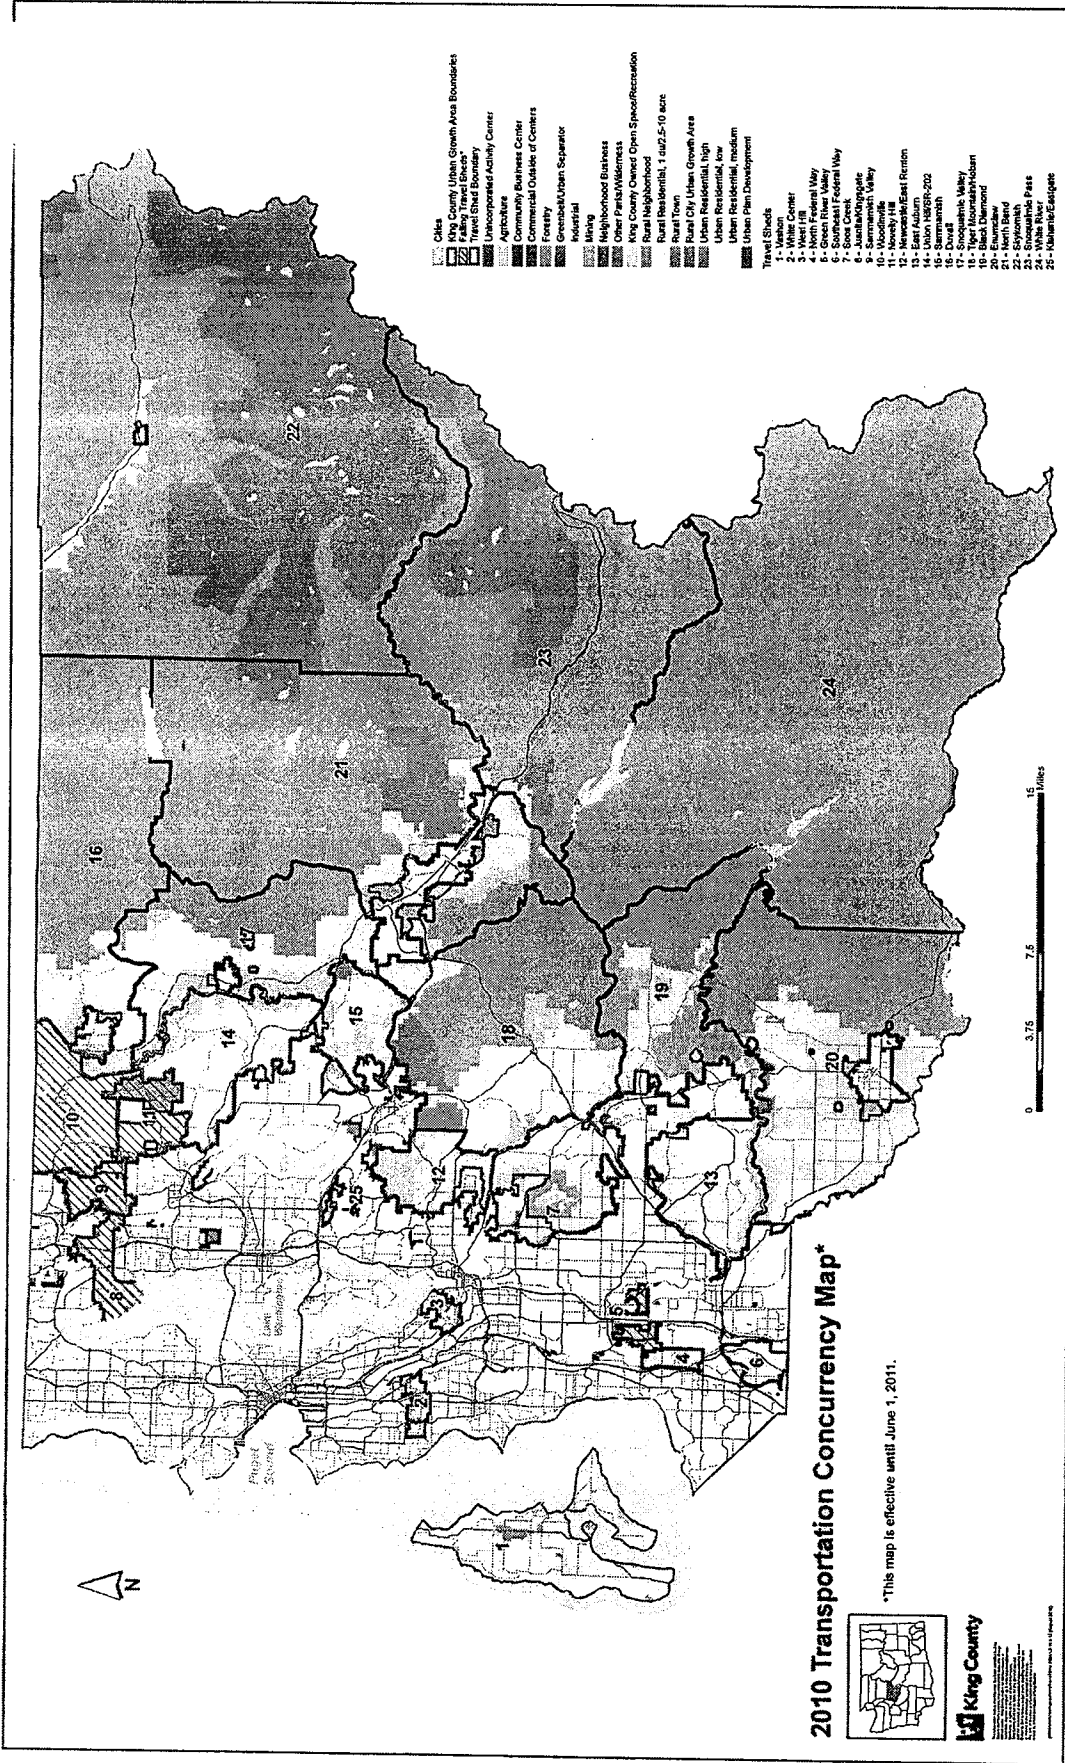 2010 Transportation Concurrency Map*
*This map is effective until June 1, 2011.
N
King County
Cities
King County Urban Growth Area Boundaries
Failing Travel Sheds*
Travel Shed Boundary
Unincorporated Activity Center
Agriculture
Community Business Center
Commercial Outside of Centers
Forestry
Greenbelt/Urban Separator
Industrial
Mining
Neighborhood Business
Other Parks/Wilderness
King County Owned Open Space/Recreation
Rural Neighborhood
Rural Residential, 1 du/2.5-10 acre
Rural Town
Rural City Urban Growth Area
Urban Residential, high
Urban Residential, low
Urban Residential, medium
Urban Plan Development
Travel Sheds
1 - Vashon
2 - White Center
3 - West Hill
4 - North Federal Way
5 - Green River Valley
6 - Southeast Federal Way
7 - Soos Creek
8 - Juanita/Kingsgate
9 - Sammamish Valley
10 - Woodinville
11 - Novelty Hill
12 - Newcastle/East Renton
13 - East Auburn
14 - Union Hill/SR-202
15 - Sammamish
16 - Duvall
17 - Snoqualmie Valley
18 - Tiger Mountain/Hobart
19 - Black Diamond
20 - Enumclaw
21 - North Bend
22 - Skykomish
23 - Snoqualmie Pass
24 - White River
25 - Klahanie/Eastgate
Puget
Sound
Lake
Washington
1
2
3
4
5
6
7
8
9
10
11
12
13
14
15
16
17
18
19
20
21
22
23
24
25
0
3.75
7.5
15
Miles